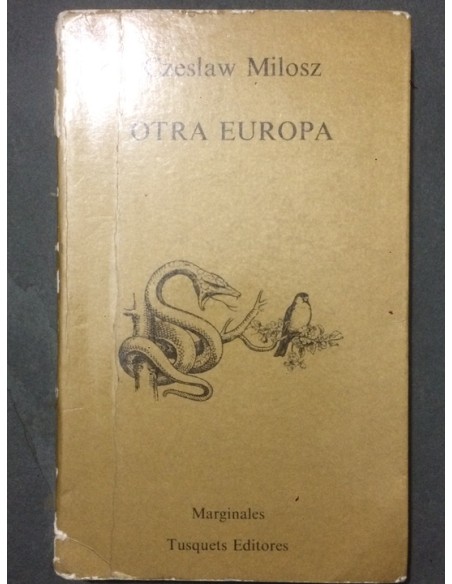 Czeslaw Milosz
OTRA EUROPA
Marginales
Tusquets Editores